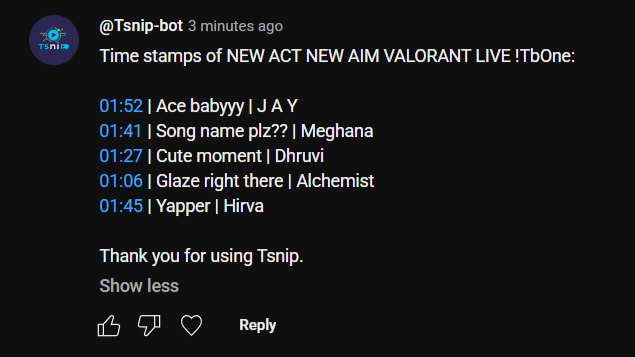 TSNIP
@Tsnip-bot 3 minutes ago
Time stamps of NEW ACT NEW AIM VALORANT LIVE !TbOne:
01:52 | Ace babyyy | J A Y
01:41 | Song name plz?? | Meghana
01:27 | Cute moment | Dhruvi
01:06 | Glaze right there | Alchemist
01:45 | Yapper | Hirva
Thank you for using Tsnip.
Show less
Reply